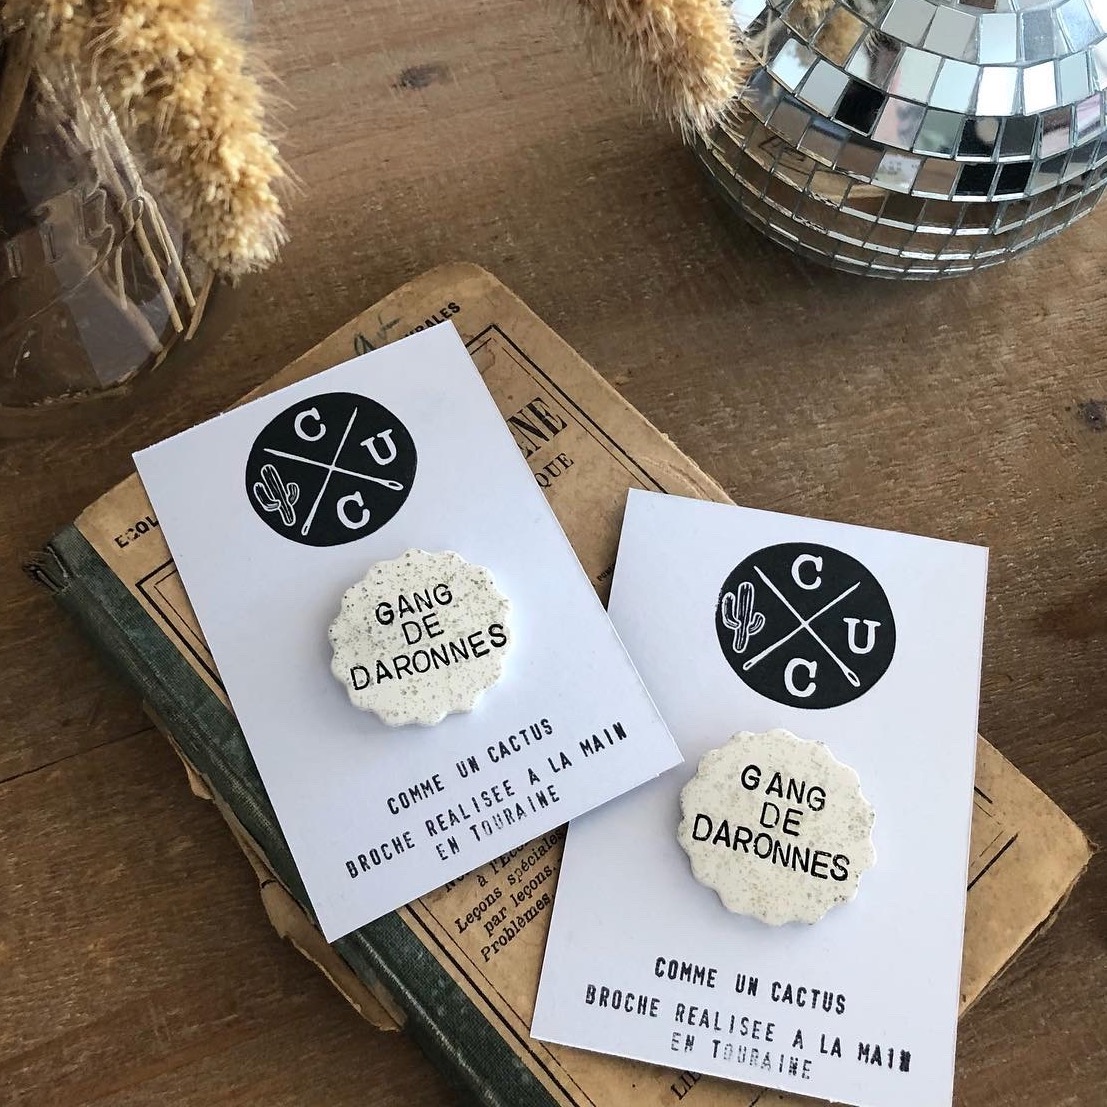 C
U
C
GANG
DE
DARONNES
COMME UN CACTUS
BROCHE REALISEE A LA MAIN
EN TOURAINE
C
U
C
GANG
DE
DARONNES
COMME UN CACTUS
BROCHE REALISEE A LA MAIN
EN TOURAINE
à l'Éco
Leçons spéciales
par leçons.
Problèmes